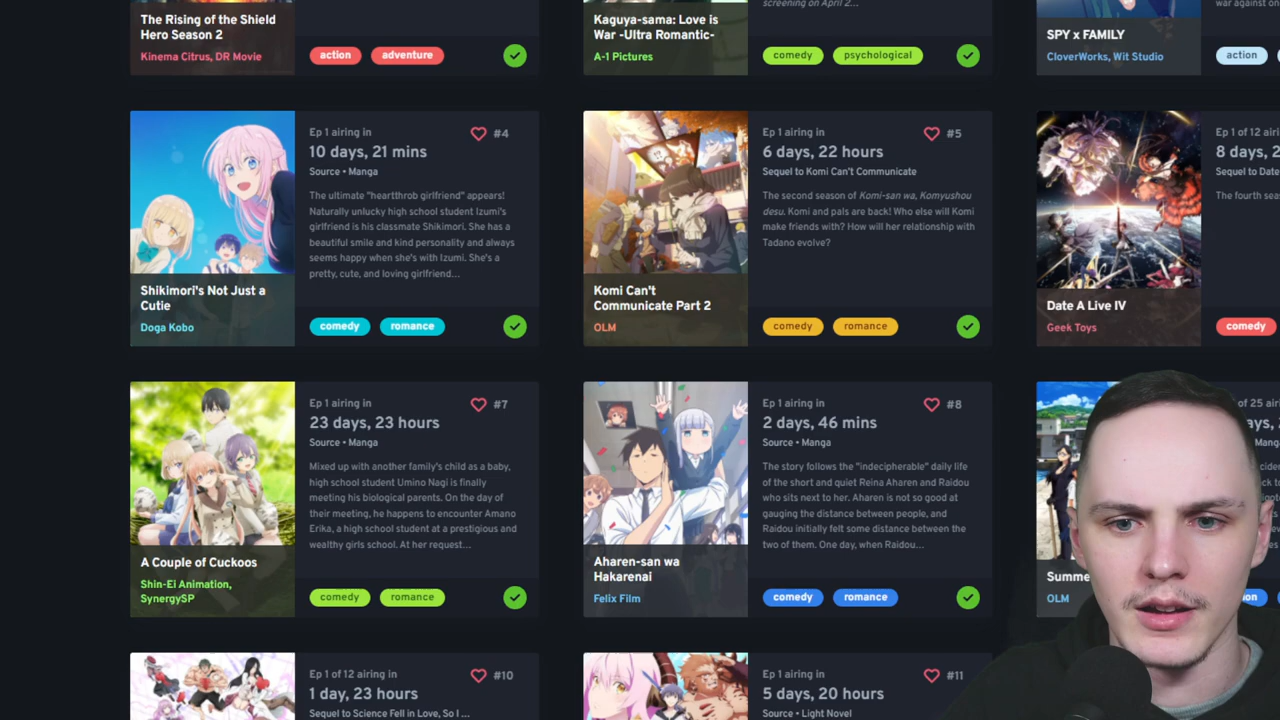 The Rising of the Shield
Hero Season 2
Kinema Citrus, DR Movie
action
adventure
Kaguya-sama: Love is
War -Ultra Romantic-
A-1 Pictures
screening on April 2...
comedy
psychological
SPY x FAMILY
CloverWorks, Wit Studio
war against on
action
Shikimori's Not Just a
Cutie
Doga Kobo
Ep 1 airing in
#4
10 days, 21 mins
Source • Manga
The ultimate "heartthrob girlfriend" appears!
Naturally unlucky high school student Izumi's
girlfriend is his classmate Shikimori. She has a
beautiful smile and kind personality and always
seems happy when she's with Izumi. She's a
pretty, cute, and loving girlfriend...
comedy
romance
Komi Can't
Communicate Part 2
OLM
Ep 1 airing in
#5
6 days, 22 hours
Sequel to Komi Can't Communicate
The second season of Komi-san wa, Komyushou
desu. Komi and pals are back! Who else will Komi
make friends with? How will her relationship with
Tadano evolve?
comedy
romance
Date A Live IV
Geek Toys
Ep 1 of 12 airi
8 days, 2
Sequel to Date
The fourth sea
comedy
A Couple of Cuckoos
Shin-Ei Animation,
SynergySP
Ep 1 airing in
#7
23 days, 23 hours
Source • Manga
Mixed up with another family's child as a baby,
high school student Umino Nagi is finally
meeting his biological parents. On the day of
their meeting, he happens to encounter Amano
Erika, a high school student at a prestigious and
wealthy girls school. At her request...
comedy
romance
Aharen-san wa
Hakarenai
Felix Film
Ep 1 airing in
#8
2 days, 46 mins
Source • Manga
The story follows the "indecipherable" daily life
of the short and quiet Reina Aharen and Raidou
who sits next to her. Aharen is not so good at
gauging the distance between people, and
Raidou initially felt some distance between the
two of them. One day, when Raidou...
comedy
romance
Summe
OLM
of 25 air
Ep 1 of 12 airing in
#10
1 day, 23 hours
Sequel to Science Fell in Love, So I ...
Ep 1 airing in
#11
5 days, 20 hours
Source • Light Novel